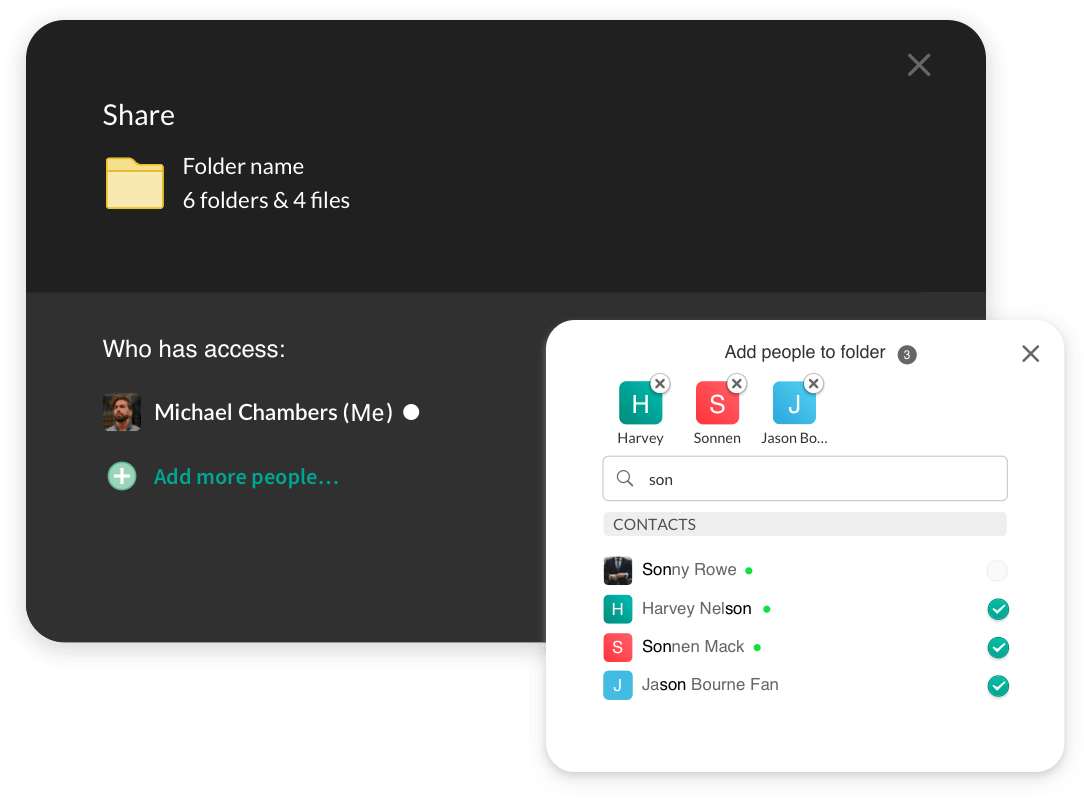 Share
Folder name
6 folders & 4 files
Who has access:
Michael Chambers (Me)
Add more people...
Add people to folder 3
H S J
Harvey Sonnen Jason Bo...
son
CONTACTS
Sonny Rowe
H Harvey Nelson
S Sonnen Mack
J Jason Bourne Fan